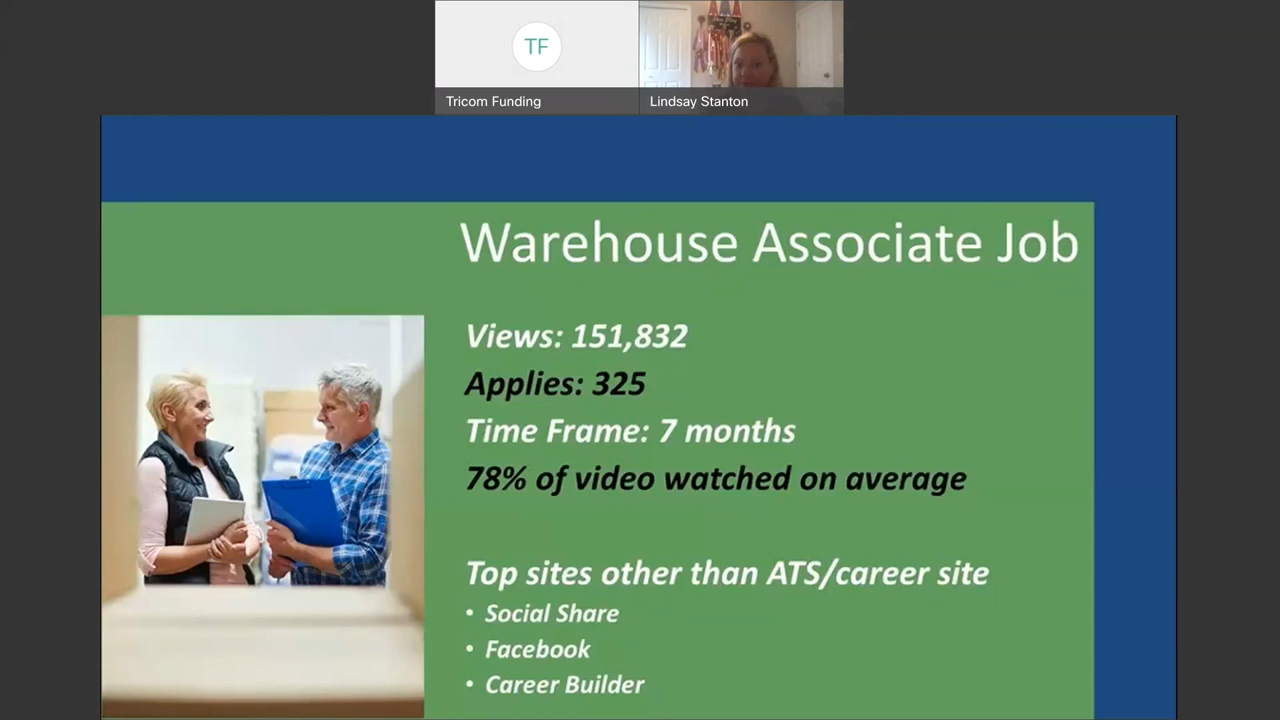 TF
Tricom Funding
Lindsay Stanton
Warehouse Associate Job
Views: 151,832
Applies: 325
Time Frame: 7 months
78% of video watched on average
Top sites other than ATS/career site
• Social Share
• Facebook
• Career Builder